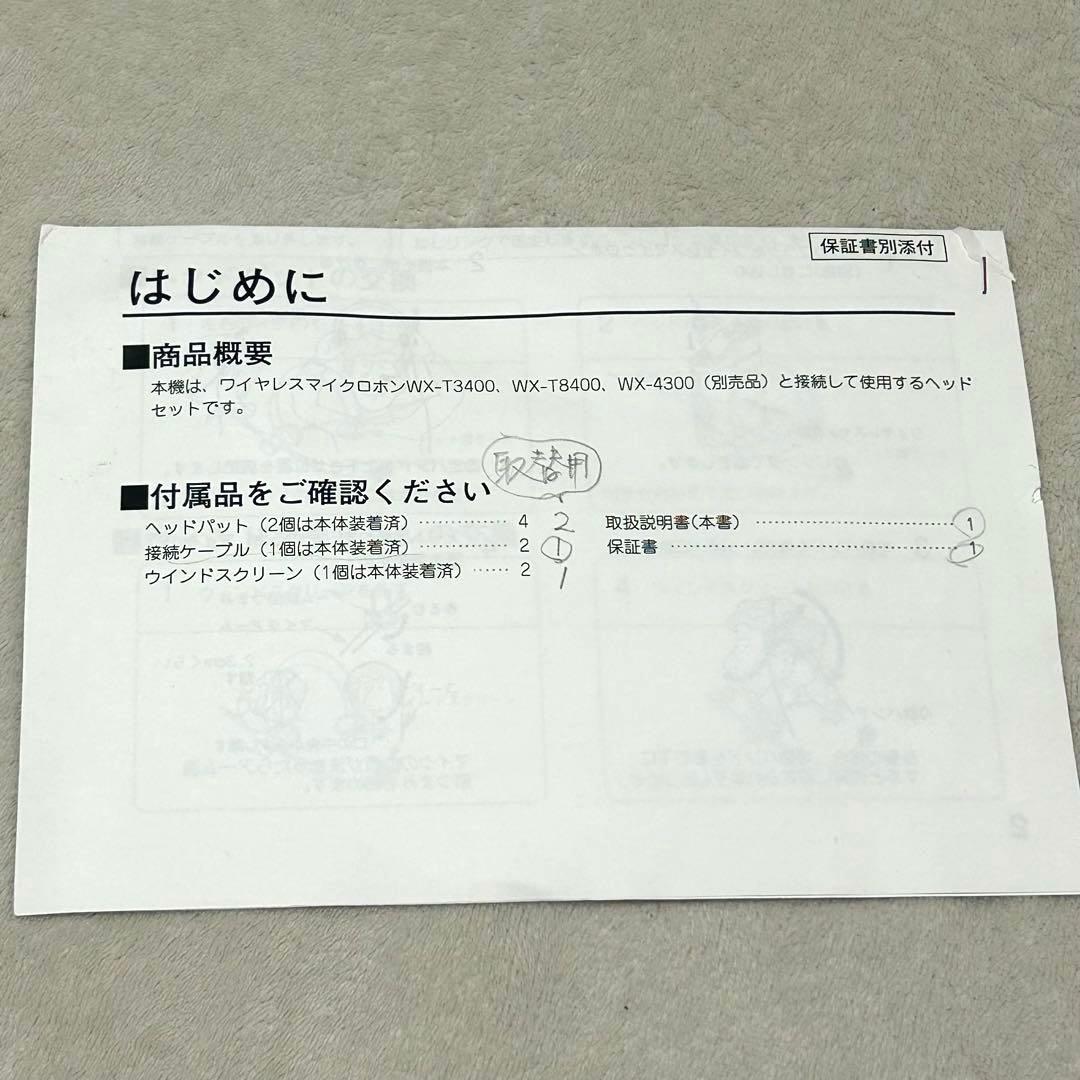 保証書別添付
はじめに
■商品概要
本機は、ワイヤレスマイクロホンWX-T3400、WX-T8400、WX-4300（別売品）と接続して使用するヘッド
セットです。
取替用
■付属品をご確認ください
ヘッドパット（2個は本体装着済）…………… 4 2
接続ケーブル（1個は本体装着済）…………… 2 1
ウインドスクリーン（1個は本体装着済）…… 2 1
取扱説明書（本書）……………………………… 1
保証書 …………………………………………… 1